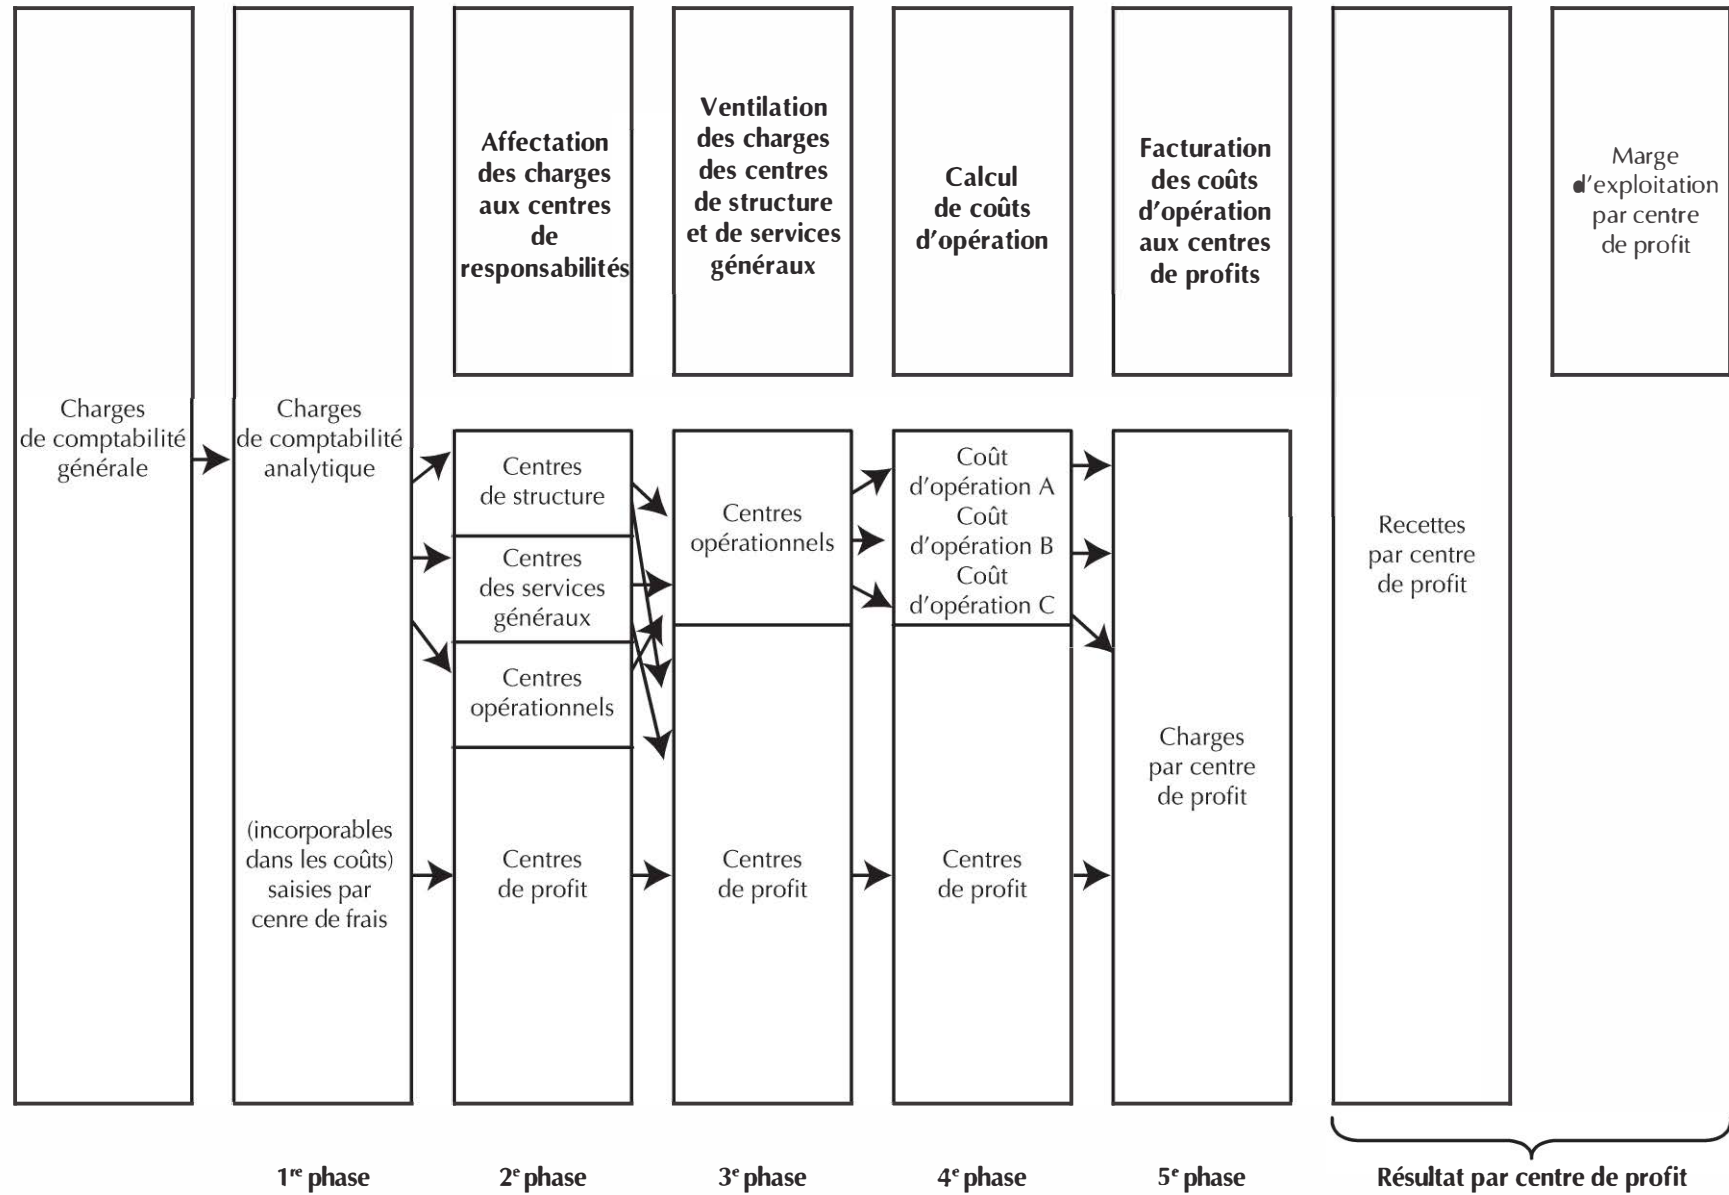 Affectation
des charges
aux centres
de
responsabilités
Ventilation
des charges
des centres
de structure
et de services
généraux
Calcul
de coûts
d'opération
Facturation
des coûts
d'opération
aux centres
de profits
Marge
d'exploitation
par centre
de profit
Charges
de comptabilité
générale
Charges
de comptabilité
analytique
(incorporables
dans les coûts)
saisies par
cenre de frais
Centres
de structure
Centres
des services
généraux
Centres
opérationnels
Centres
de profit
Centres
opérationnels
Centres
de profit
Coût
d'opération A
Coût
d'opération B
Coût
d'opération C
Centres
de profit
Charges
par centre
de profit
Recettes
par centre
de profit
1re phase
2e phase
3e phase
4e phase
5e phase
Résultat par centre de profit